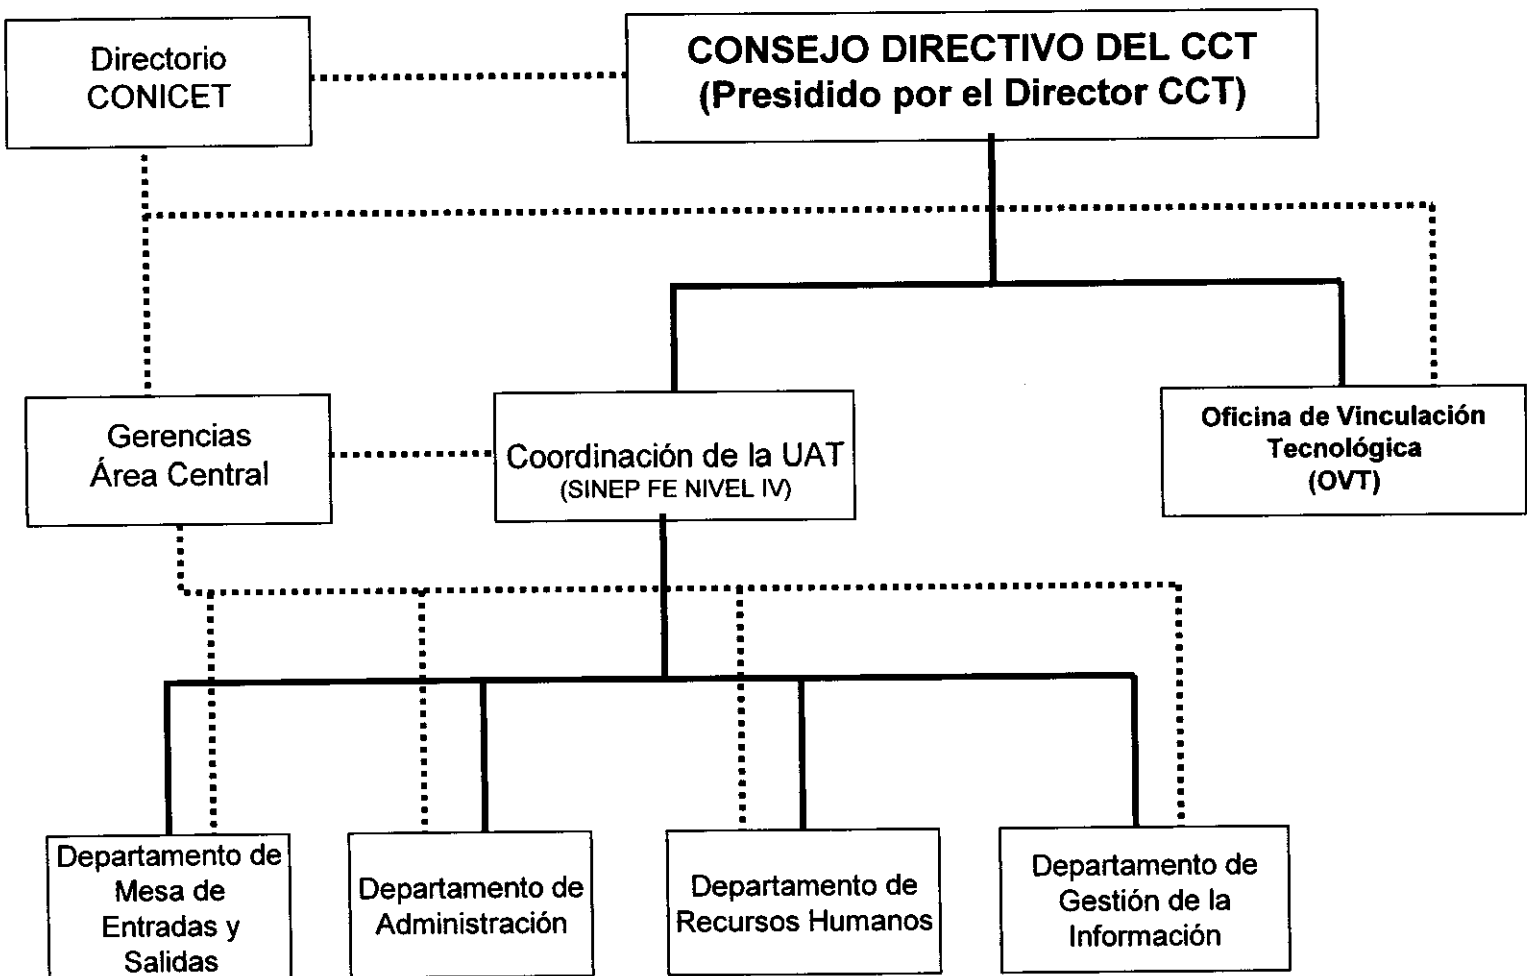 Directorio
CONICET
CONSEJO DIRECTIVO DEL CCT
(Presidido por el Director CCT)
Gerencias
Área Central
Coordinación de la UAT
(SINEP FE NIVEL IV)
Oficina de Vinculación
Tecnológica
(OVT)
Departamento de
Mesa de
Entradas y
Salidas
Departamento de
Administración
Departamento de
Recursos Humanos
Departamento de
Gestión de la
Información